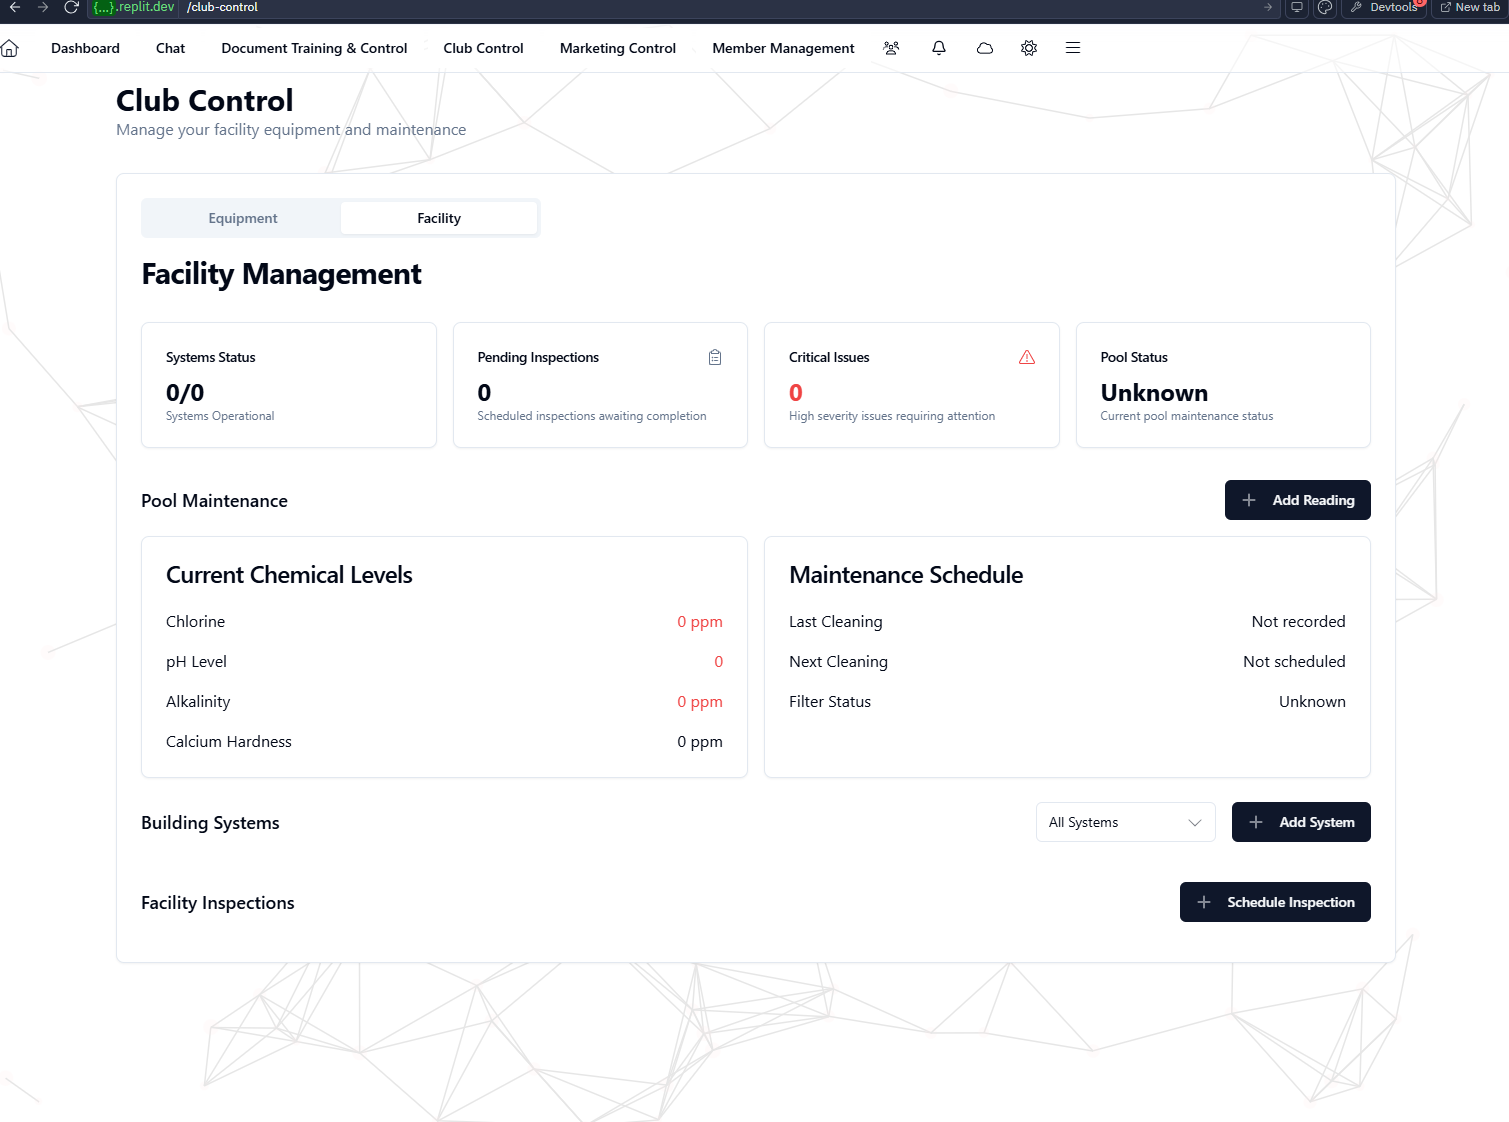 {...}.replit.dev /club-control Devtools New tab
Dashboard Chat Document Training & Control Club Control Marketing Control Member Management
Club Control
Manage your facility equipment and maintenance
Equipment Facility
Facility Management
Systems Status Pending Inspections Critical Issues Pool Status
0/0 0 0 Unknown
Systems Operational Scheduled inspections awaiting completion High severity issues requiring attention Current pool maintenance status
Pool Maintenance Add Reading
Current Chemical Levels Maintenance Schedule
Chlorine 0 ppm Last Cleaning Not recorded
pH Level 0 Next Cleaning Not scheduled
Alkalinity 0 ppm Filter Status Unknown
Calcium Hardness 0 ppm
Building Systems All Systems Add System
Facility Inspections Schedule Inspection